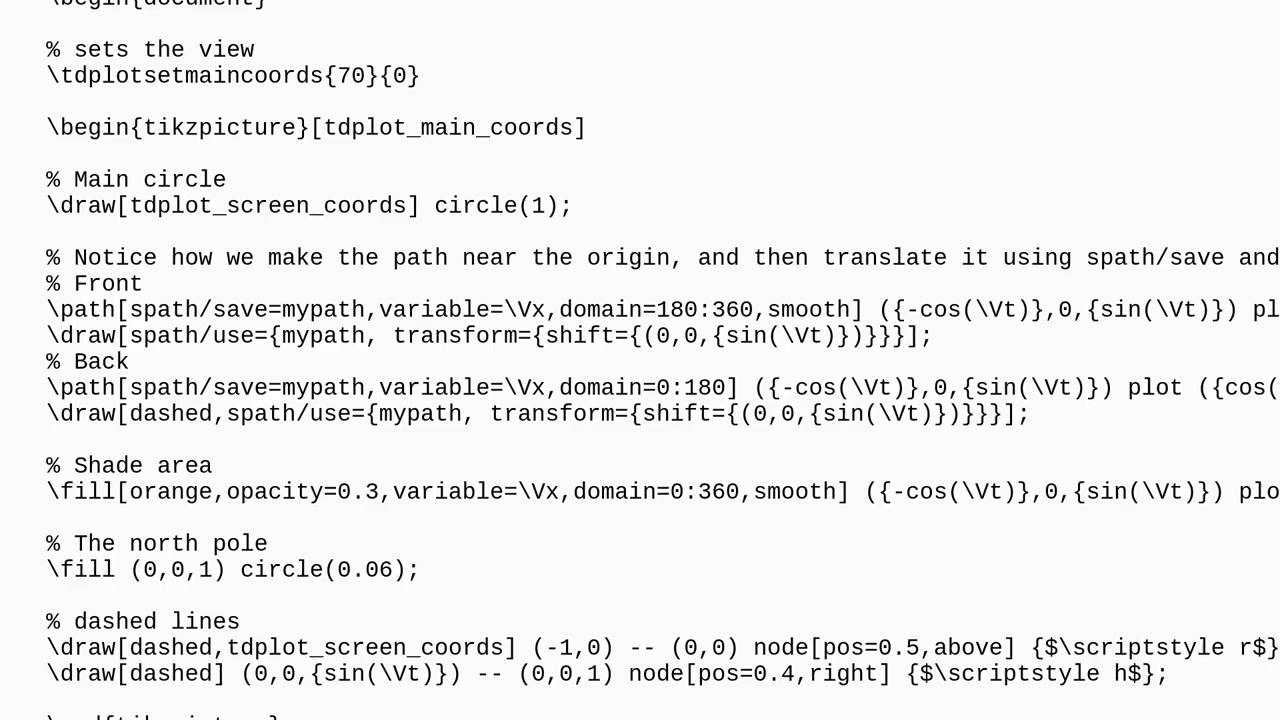 \begin{document}
% sets the view
\tdplotsetmaincoords{70}{0}
\begin{tikzpicture}[tdplot_main_coords]
% Main circle
\draw[tdplot_screen_coords] circle(1);
% Notice how we make the path near the origin, and then translate it using spath/save and
% Front
\path[spath/save=mypath,variable=\Vx,domain=180:360,smooth] ({-cos(\Vt)},0,{sin(\Vt)}) pl
\draw[spath/use={mypath, transform={shift={(0,0,{sin(\Vt)})}}}];
% Back
\path[spath/save=mypath,variable=\Vx,domain=0:180] ({-cos(\Vt)},0,{sin(\Vt)}) plot ({cos(
\draw[dashed,spath/use={mypath, transform={shift={(0,0,{sin(\Vt)})}}}];
% Shade area
\fill[orange,opacity=0.3,variable=\Vx,domain=0:360,smooth] ({-cos(\Vt)},0,{sin(\Vt)}) plo
% The north pole
\fill (0,0,1) circle(0.06);
% dashed lines
\draw[dashed,tdplot_screen_coords] (-1,0) -- (0,0) node[pos=0.5,above] {$\scriptstyle r$}
\draw[dashed] (0,0,{sin(\Vt)}) -- (0,0,1) node[pos=0.4,right] {$\scriptstyle h$};
\end{tikzpicture}